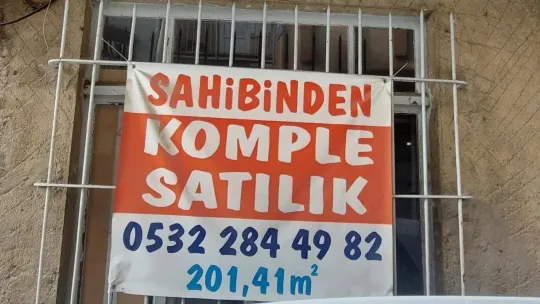 SAHİBİNDEN
KOMPLE
SATILIK
0532 284 49 82
201,41m²